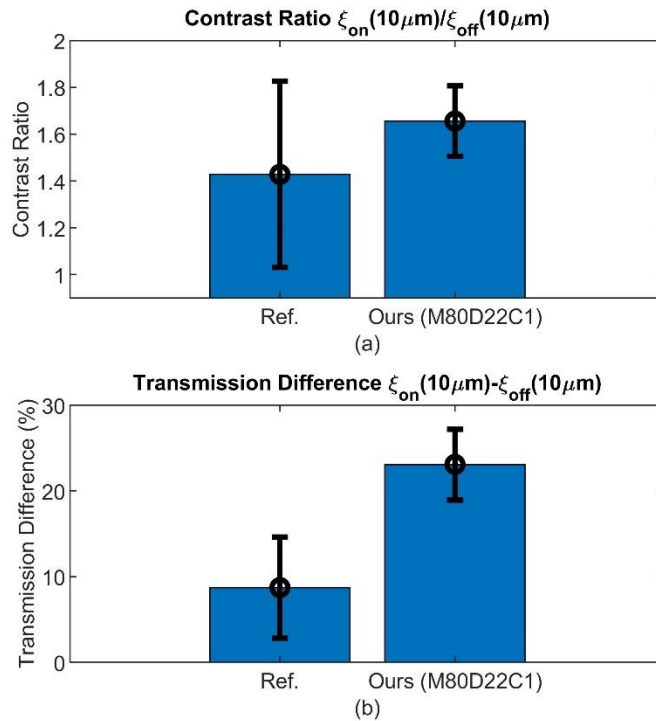 Contrast Ratio ξon(10μm)/ξoff(10μm)
2
1.8
1.6
1.4
1.2
1
Contrast Ratio
Ref.
Ours (M80D22C1)
(a)
Transmission Difference ξon(10μm)-ξoff(10μm)
30
20
10
0
Transmission Difference (%)
Ref.
Ours (M80D22C1)
(b)